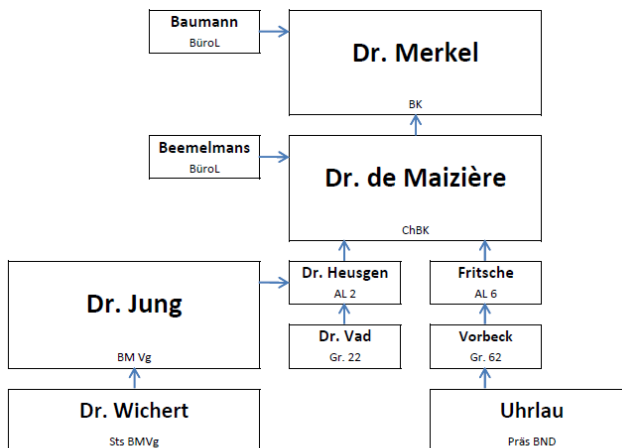 Baumann
BüroL
Dr. Merkel
BK
Beemelmans
BüroL
Dr. de Maizière
ChBK
Dr. Jung
BM Vg
Dr. Heusgen
AL 2
Fritsche
AL 6
Dr. Vad
Gr. 22
Vorbeck
Gr. 62
Dr. Wichert
Sts BMVg
Uhrlau
Präs BND